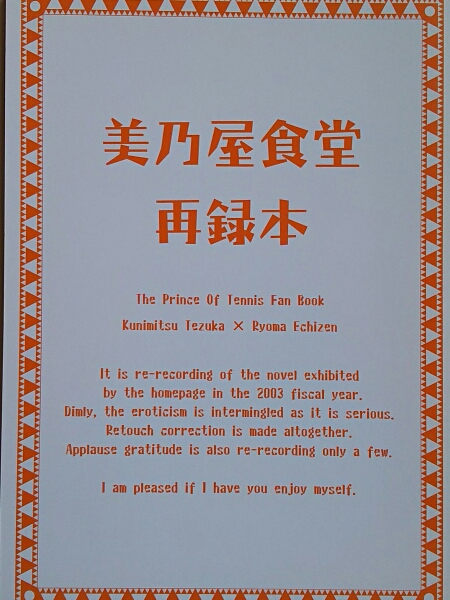 美乃屋食堂
再録本
The Prince Of Tennis Fan Book
Kunimitsu Tezuka × Ryoma Echizen
It is re-recording of the novel exhibited
by the homepage in the 2003 fiscal year.
Dimly, the eroticism is intermingled as it is serious.
Retouch correction is made altogether.
Applause gratitude is also re-recording only a few.
I am pleased if I have you enjoy myself.